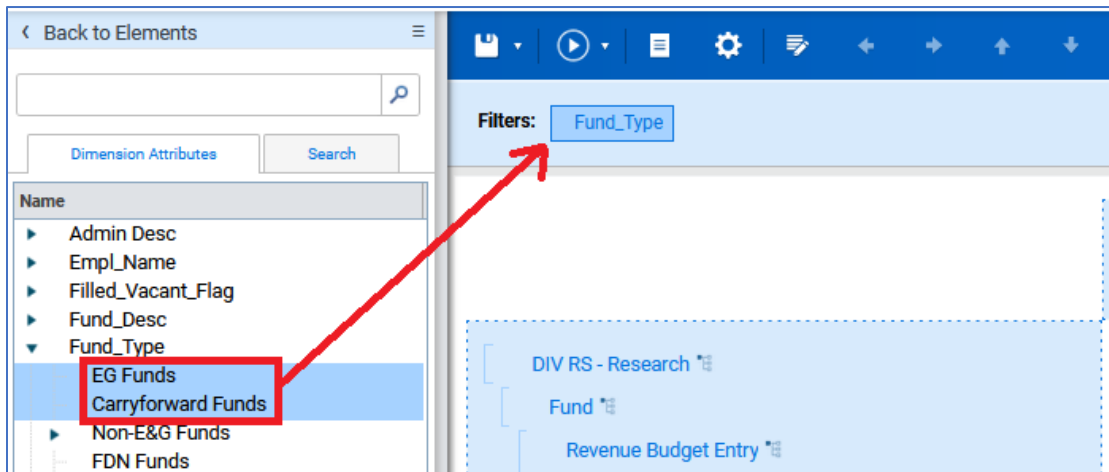 Back to Elements
Dimension Attributes
Search
Name
Admin Desc
Empl_Name
Filled_Vacant_Flag
Fund_Desc
Fund_Type
EG Funds
Carryforward Funds
Non-E&G Funds
FDN Funds
Filters: Fund_Type
DIV RS - Research
Fund
Revenue Budget Entry